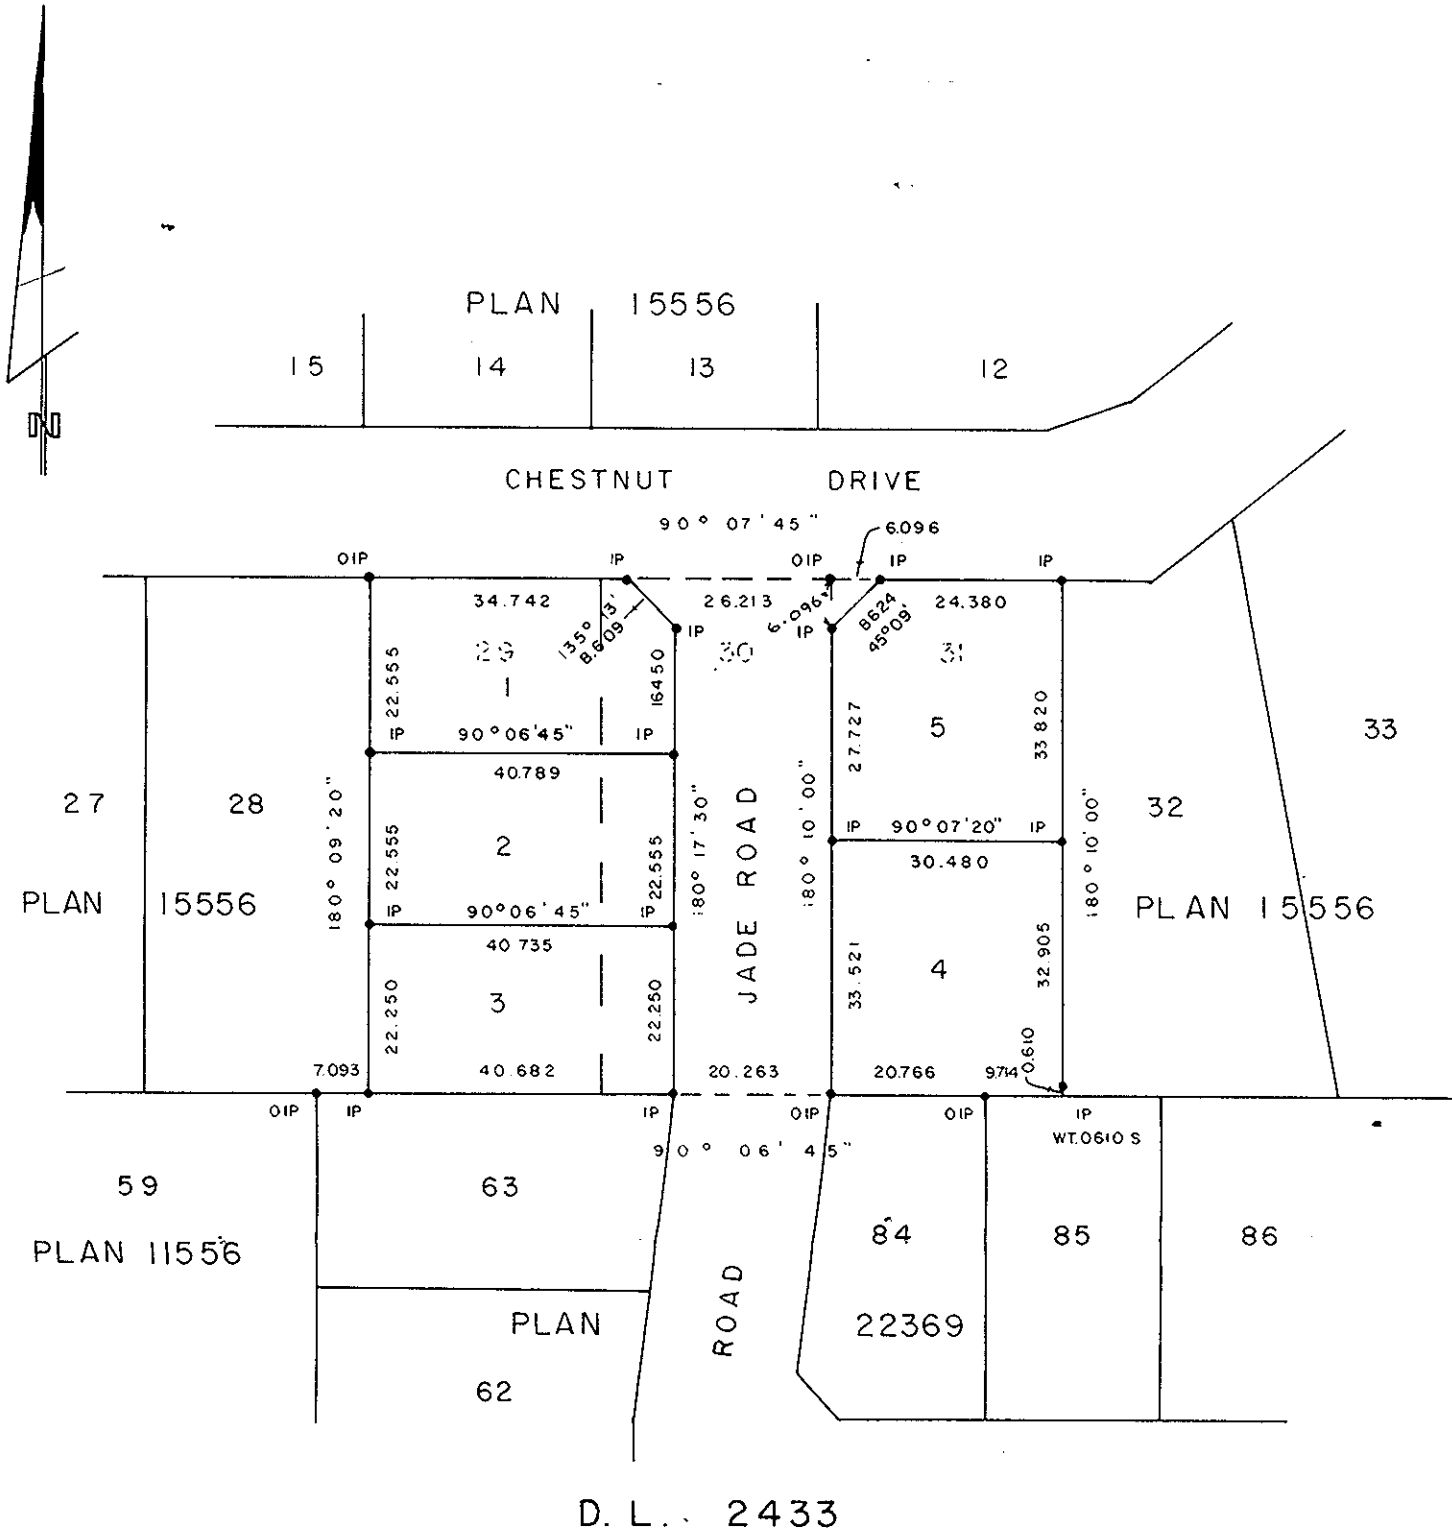 PLAN 15556
15 14 13 12
N
CHESTNUT DRIVE
90° 07' 45"
6.096
OIP IP OIP IP IP
34.742 26.213 24.380
135° 13'
8.609
6.096
8624
45°09'
IP IP
29 30 31
22.555
1
16450
27.727
5
33 820
33
IP 90°06'45" IP
40.789
27 28
180° 09' 20"
22.555
2
22.555
180° 17' 30"
JADE ROAD
180° 10' 00"
IP 90°07'20" IP
30.480
180° 10' 00"
32
PLAN 15556
PLAN 15556
IP 90°06'45" IP
40 735
22.250
3
22.250
33.521
4
32.905
7.093 40.682 20.263 20.766 9.714 0.610
OIP IP IP OIP OIP IP
WT.0610 S
90° 06' 45"
59 63 84 85 86
PLAN 11556
PLAN
ROAD
22369
62
D. L. 2433